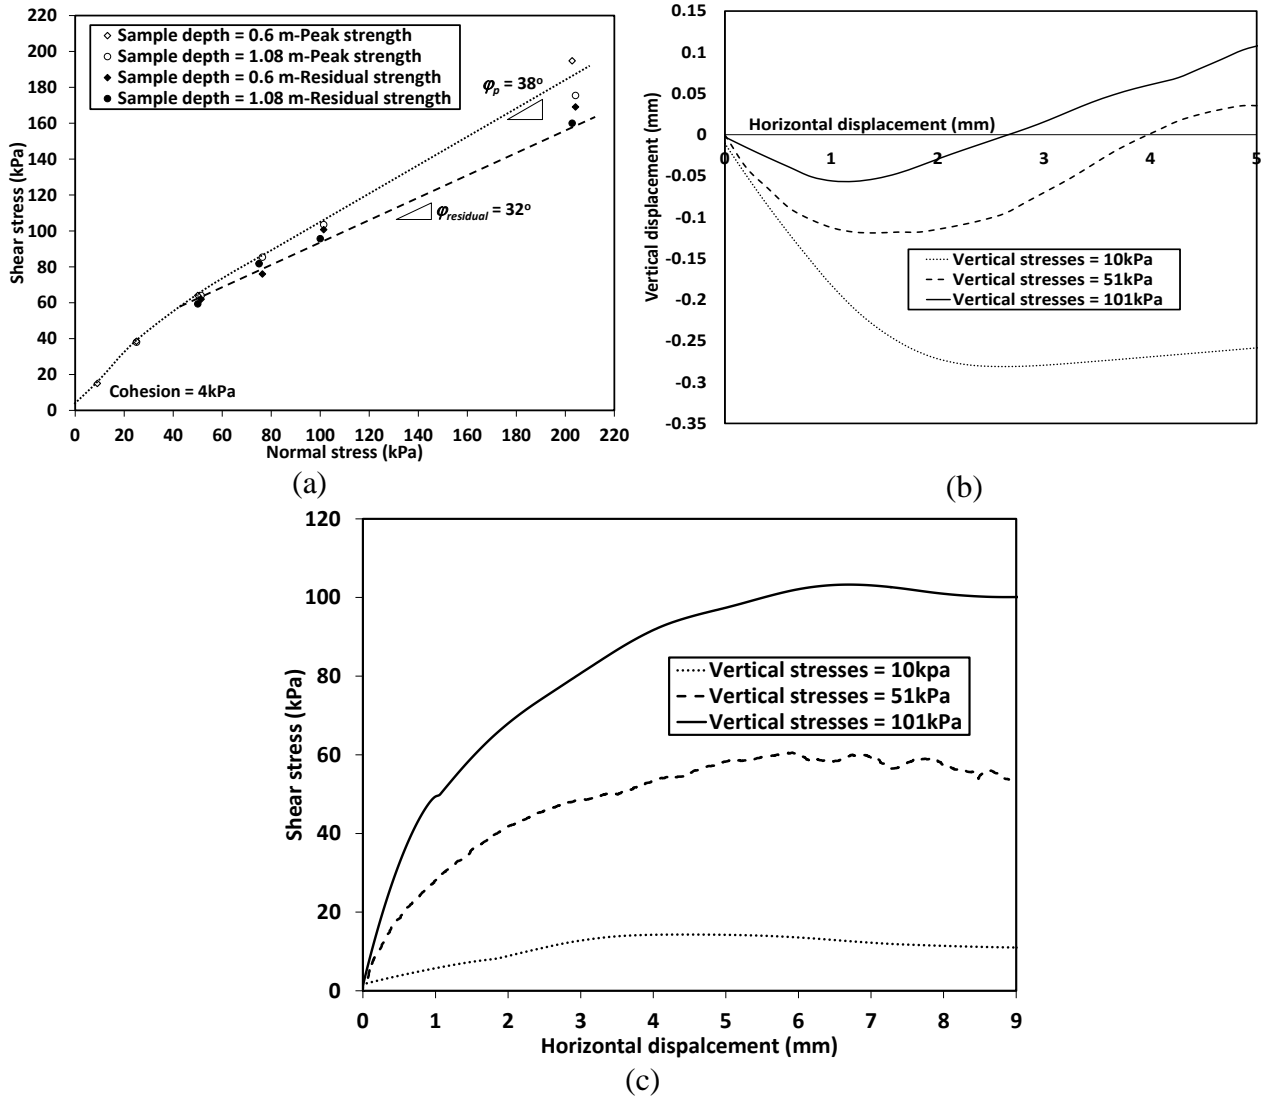 220
200
180
160
140
120
100
80
60
40
20
0
Shear stress (kPa)
Sample depth = 0.6 m-Peak strength
Sample depth = 1.08 m-Peak strength
Sample depth = 0.6 m-Residual strength
Sample depth = 1.08 m-Residual strength
φp = 38°
φresidual = 32°
Cohesion = 4kPa
0 20 40 60 80 100 120 140 160 180 200 220
Normal stress (kPa)
(a)
0.15
0.1
0.05
0
-0.05
-0.1
-0.15
-0.2
-0.25
-0.3
-0.35
Vertical displacement (mm)
Horizontal displacement (mm)
0 1 2 3 4 5
Vertical stresses = 10kPa
Vertical stresses = 51kPa
Vertical stresses = 101kPa
(b)
120
100
80
60
40
20
0
Shear stress (kPa)
Vertical stresses = 10kpa
Vertical stresses = 51kPa
Vertical stresses = 101kPa
0 1 2 3 4 5 6 7 8 9
Horizontal dispalcement (mm)
(c)